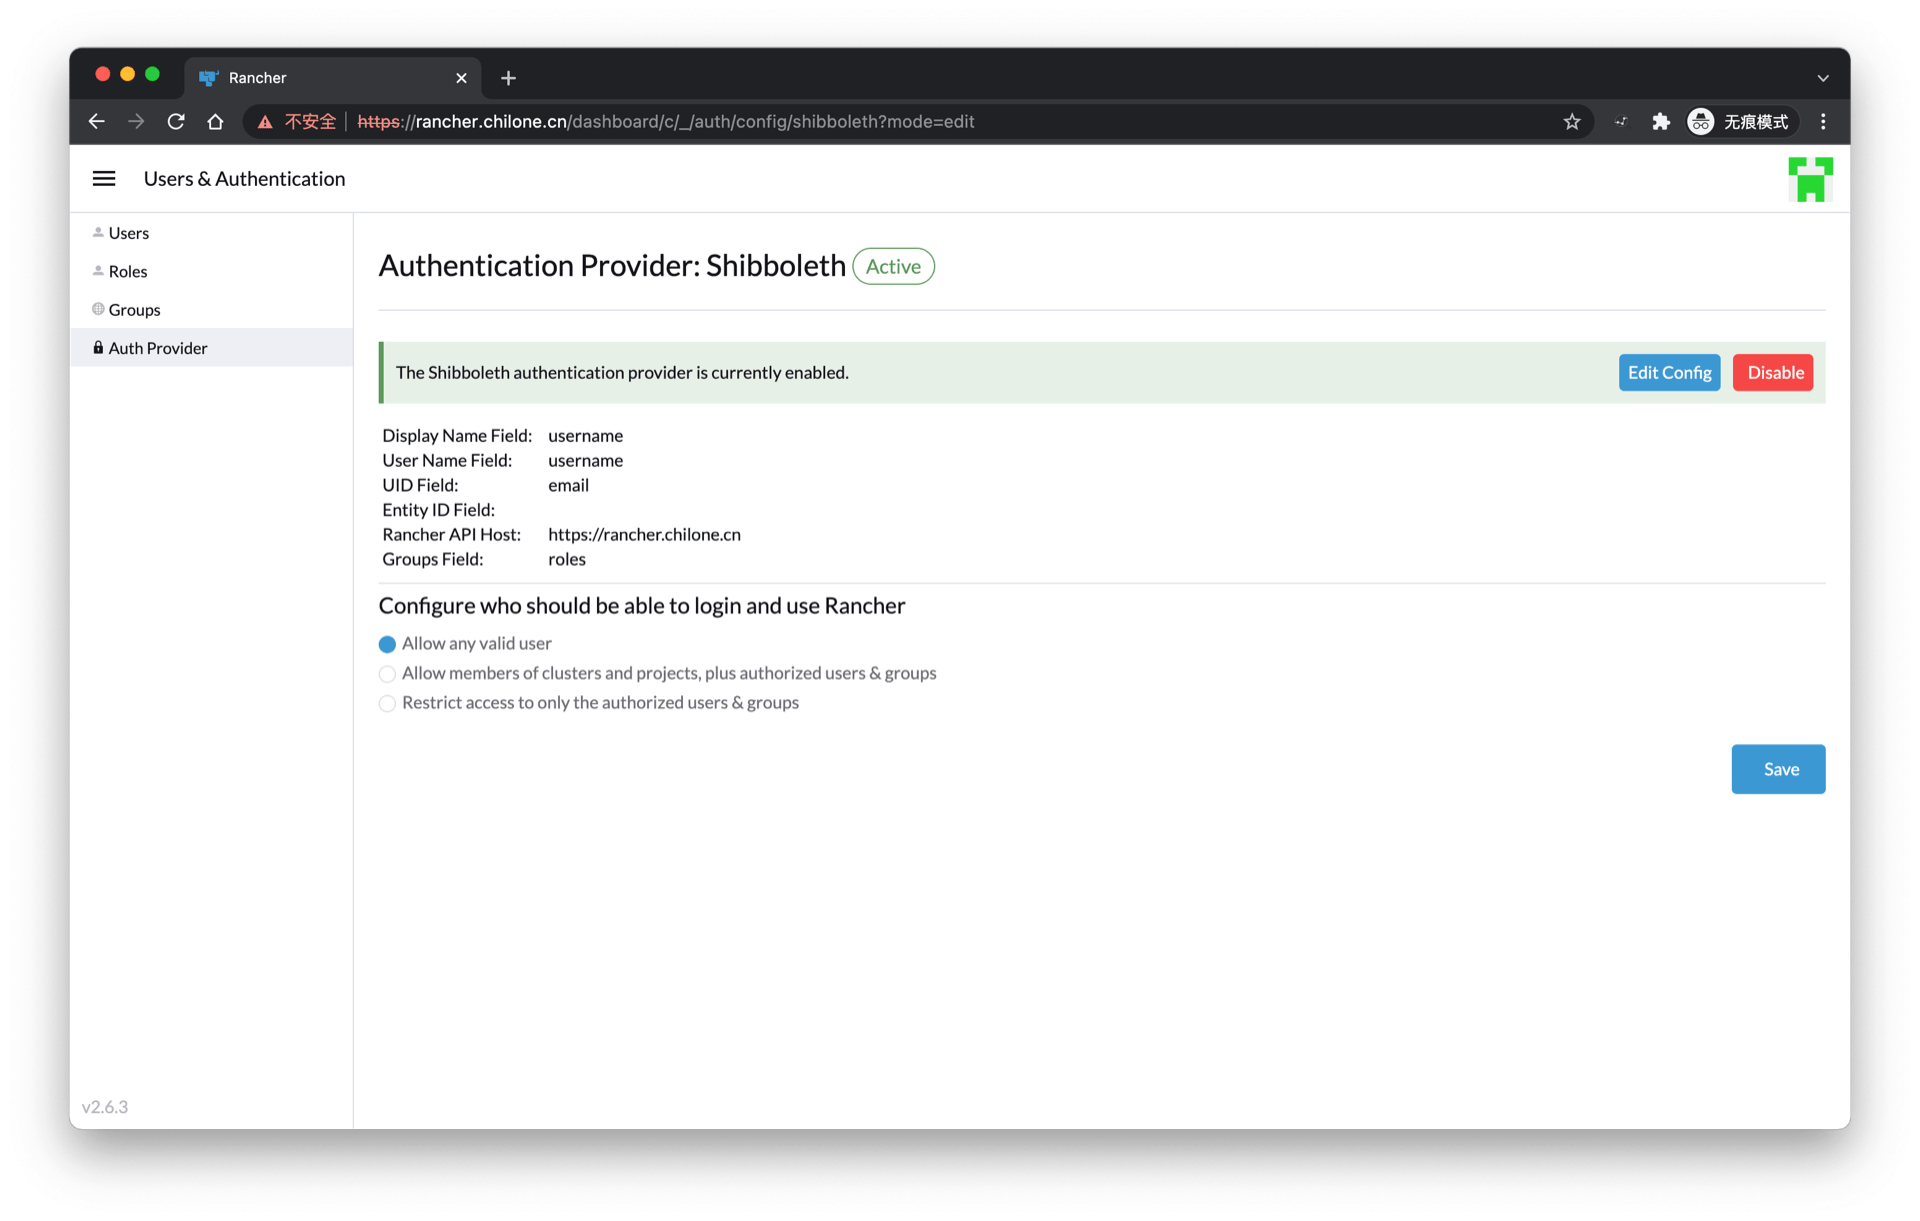 Rancher
不安全 https://rancher.chilone.cn/dashboard/c/_/auth/config/shibboleth?mode=edit 无痕模式
Users & Authentication
Users
Roles
Groups
Auth Provider
Authentication Provider: Shibboleth Active
The Shibboleth authentication provider is currently enabled. Edit Config Disable
Display Name Field: username
User Name Field: username
UID Field: email
Entity ID Field:
Rancher API Host: https://rancher.chilone.cn
Groups Field: roles
Configure who should be able to login and use Rancher
Allow any valid user
Allow members of clusters and projects, plus authorized users & groups
Restrict access to only the authorized users & groups
Save
v2.6.3